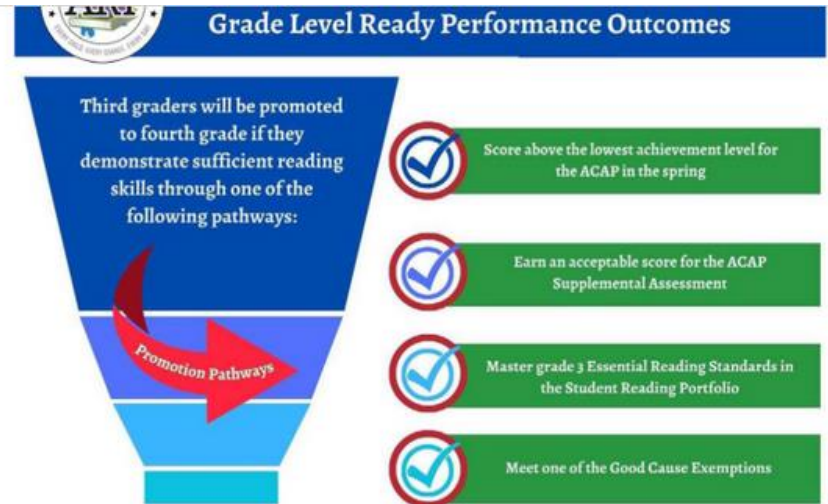 Grade Level Ready Performance Outcomes
Third graders will be promoted
to fourth grade if they
demonstrate sufficient reading
skills through one of the
following pathways:
Promotion Pathways
Score above the lowest achievement level for
the ACAP in the spring
Earn an acceptable score for the ACAP
Supplemental Assessment
Master grade 3 Essential Reading Standards in
the Student Reading Portfolio
Meet one of the Good Cause Exemptions